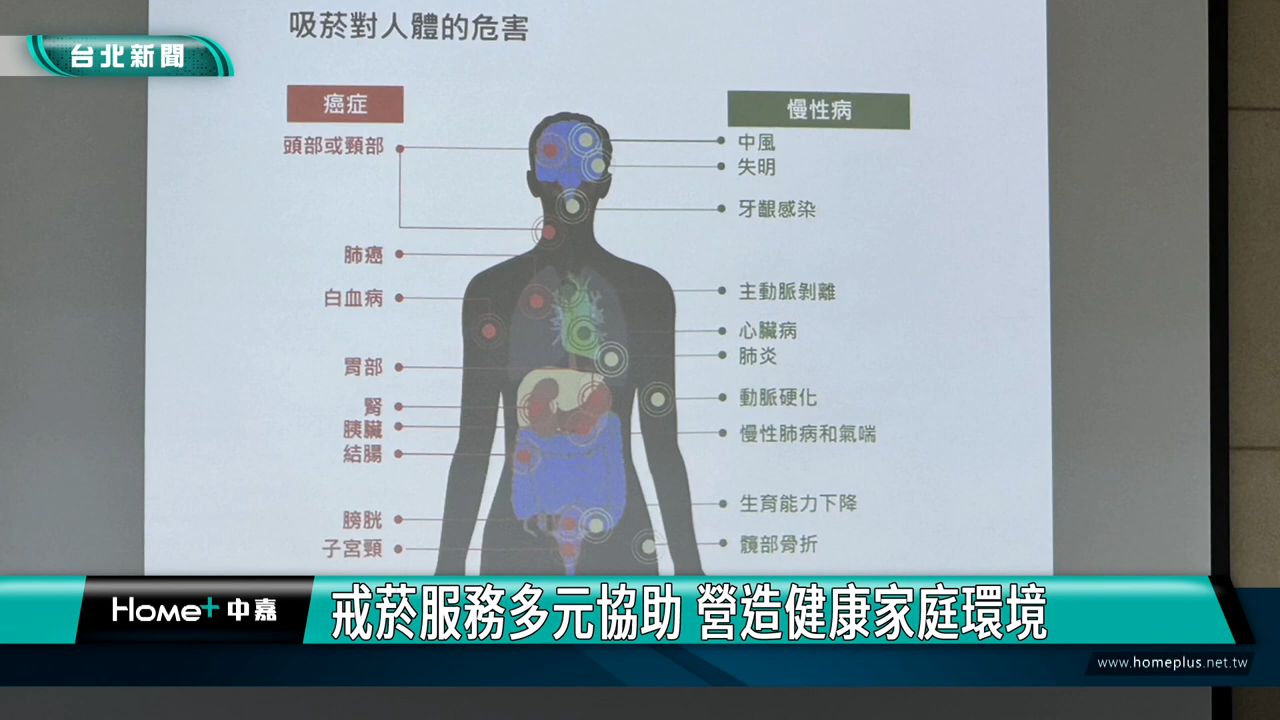 吸菸對人體的危害
台北新聞
癌症
頭部或頸部
肺癌
白血病
胃部
腎
胰臟
結腸
膀胱
子宮頸
慢性病
中風
失明
牙齦感染
主動脈剝離
心臟病
肺炎
動脈硬化
慢性肺病和氣喘
生育能力下降
髖部骨折
Home+中嘉
戒菸服務多元協助 營造健康家庭環境
www.homeplus.net.tw